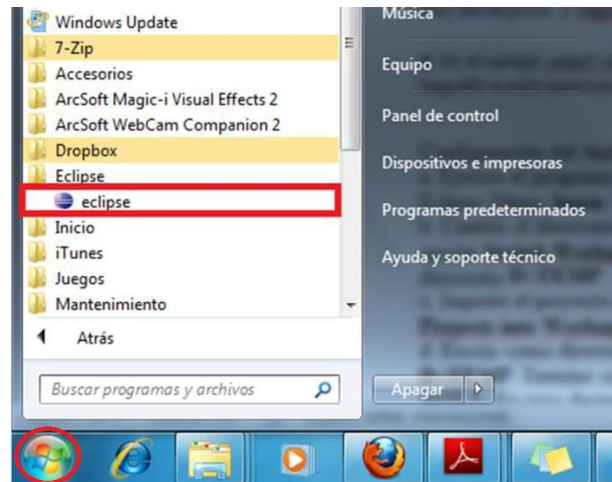 Windows Update
7-Zip
Accesorios
ArcSoft Magic-i Visual Effects 2
ArcSoft WebCam Companion 2
Dropbox
Eclipse
eclipse
Inicio
iTunes
Juegos
Mantenimiento
Atrás
Buscar programas y archivos
Música
Equipo
Panel de control
Dispositivos e impresoras
Programas predeterminados
Ayuda y soporte técnico
Apagar